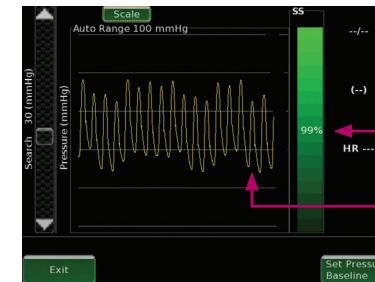 Scale
SS
Auto Range 100 mmHg
--/--
Search 30 (mmHg)
Pressure (mmHg)
(--)
99%
HR ---
Exit
Set Pressu
Baseline